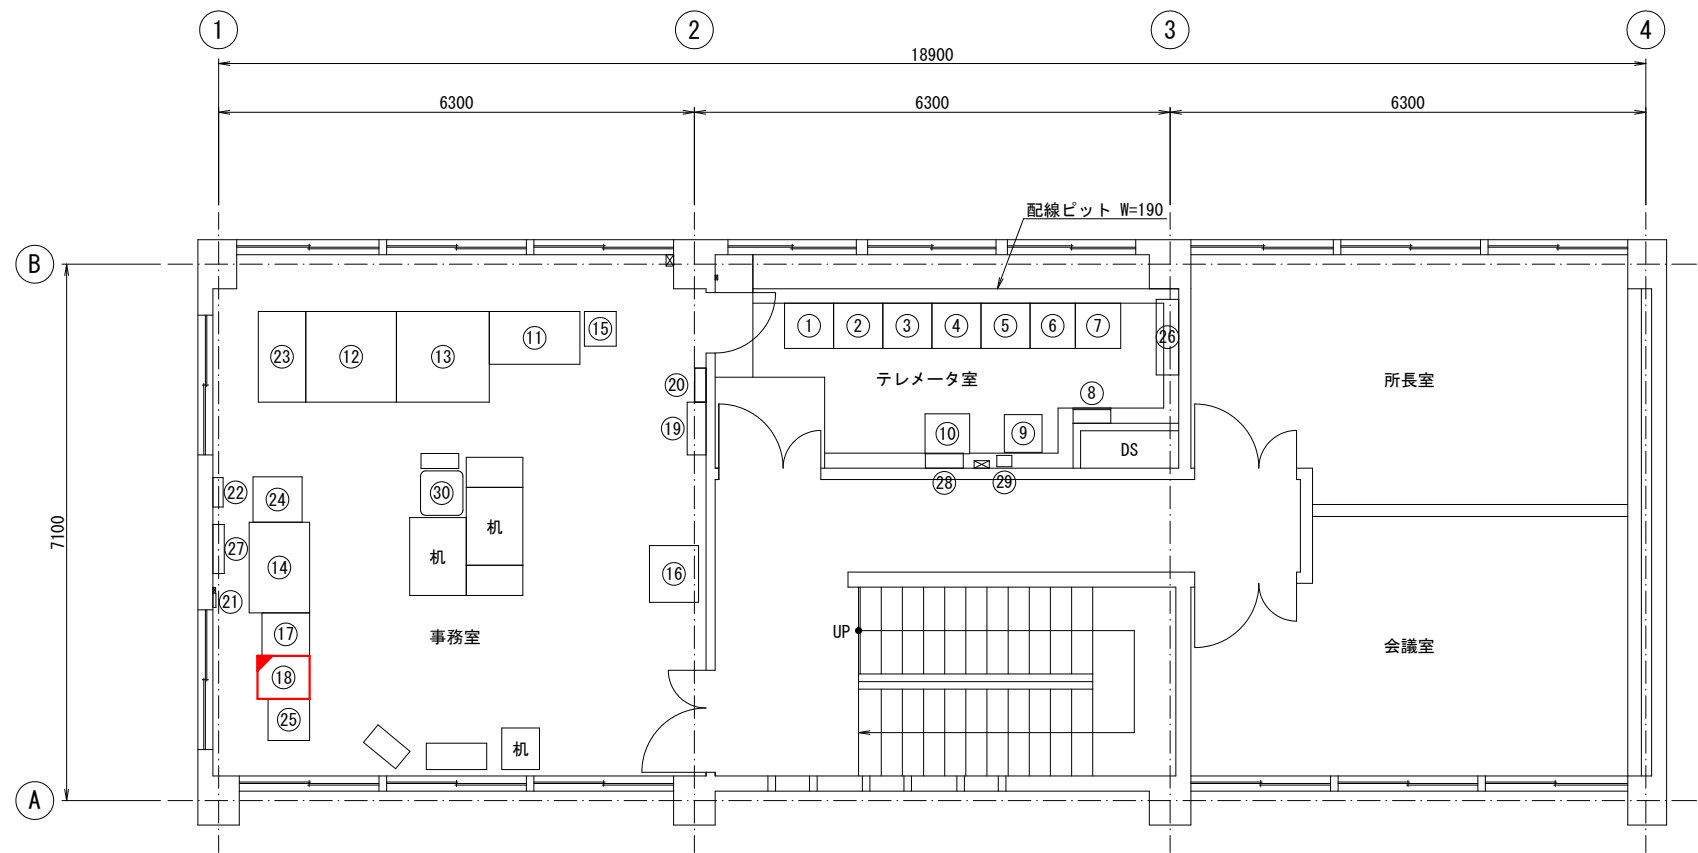 ① ② ③ ④
18900
6300 6300 6300
配線ピット W=190
B
① ② ③ ④ ⑤ ⑥ ⑦ ㉖
㉓ ⑫ ⑬ ⑪ ⑮
テレメータ室
所長室
⑳ ⑧
⑲ ⑩ ⑨ DS
㉒ ㉔ ㉚ ㉘ ㉙
机
机
7100
㉗ ⑭ ⑯
㉑
⑰ 事務室 UP
会議室
⑱
㉕
机
A